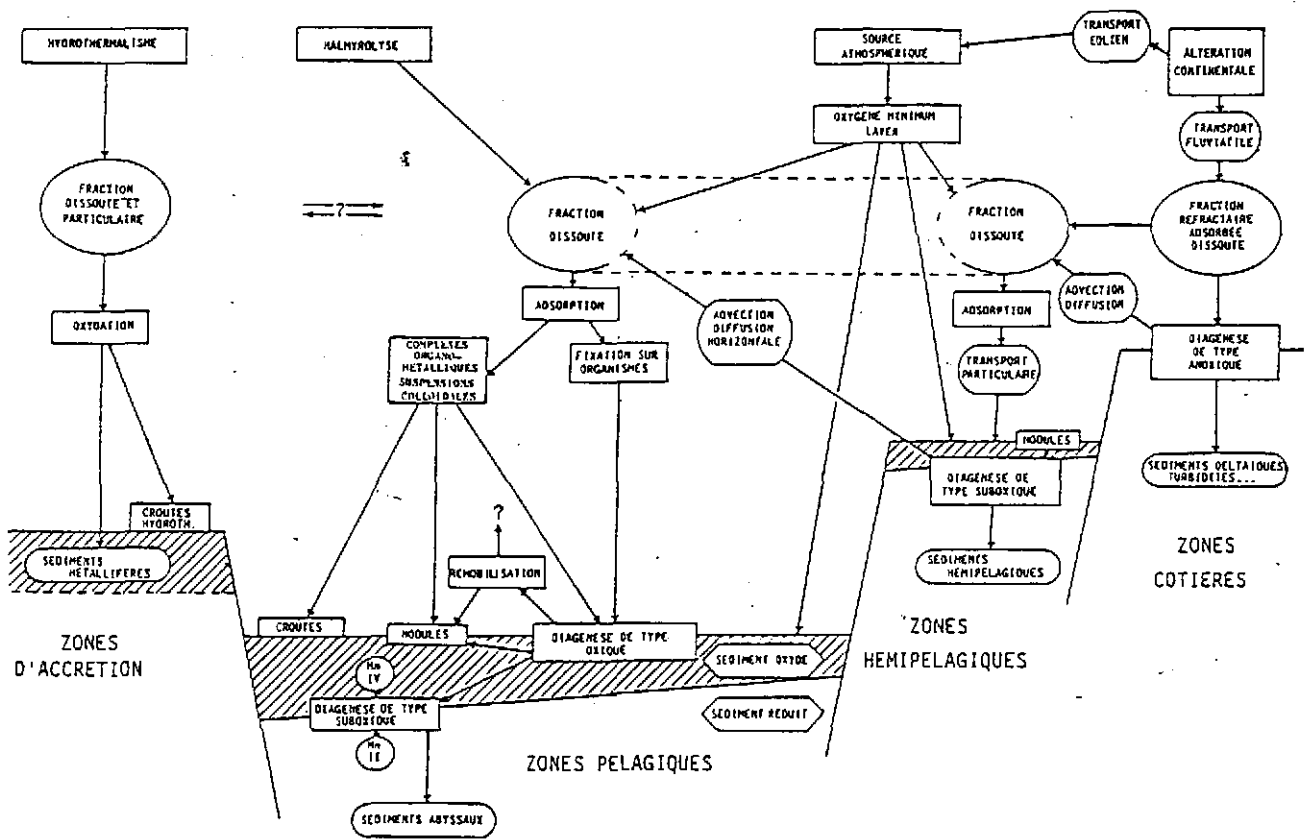 HYDROTHERMALISME
HALMYROLYSE
SOURCE
ATMOSPHERIQUE
TRANSPORT
EOLIEN
ALTERATION
CONTINENTALE
OXYGENE MINIMUM
LAYER
TRANSPORT
FLUVIATILE
FRACTION
DISSOUTE ET
PARTICULAIRE
?
FRACTION
DISSOUTE
FRACTION
DISSOUTE
FRACTION
REFRACTAIRE
ADSORBÉE
DISSOUTE
OXYDATION
ADSORPTION
ADVECTION
DIFFUSION
HORIZONTALE
ADSORPTION
ADVECTION
DIFFUSION
COMPLEXES
ORGANO-
METALLIQUES
SUSPENSIONS
COLLOIDALES
FIXATION SUR
ORGANISMES
TRANSPORT
PARTICULAIRE
DIAGENESE
DE TYPE
ANOXIQUE
NODULES
DIAGENESE DE
TYPE SUBOXIQUE
SEDIMENTS DELTAIQUES
TURBIDITES...
CROUTES
HYDROTH.
SEDIMENTS
METALLIFERES
?
REMOBILISATION
SEDIMENTS
HEMIPELAGIQUES
ZONES
COTIERES
ZONES
D'ACCRETION
CROUTES
NODULES
DIAGENESE DE TYPE
OXIQUE
SEDIMENT OXYDE
ZONES
HEMIPELAGIQUES
Mn
IV
DIAGENESE DE TYPE
SUBOXIQUE
SEDIMENT REDUIT
Mn
II
ZONES PELAGIQUES
SEDIMENTS ABYSSAUX